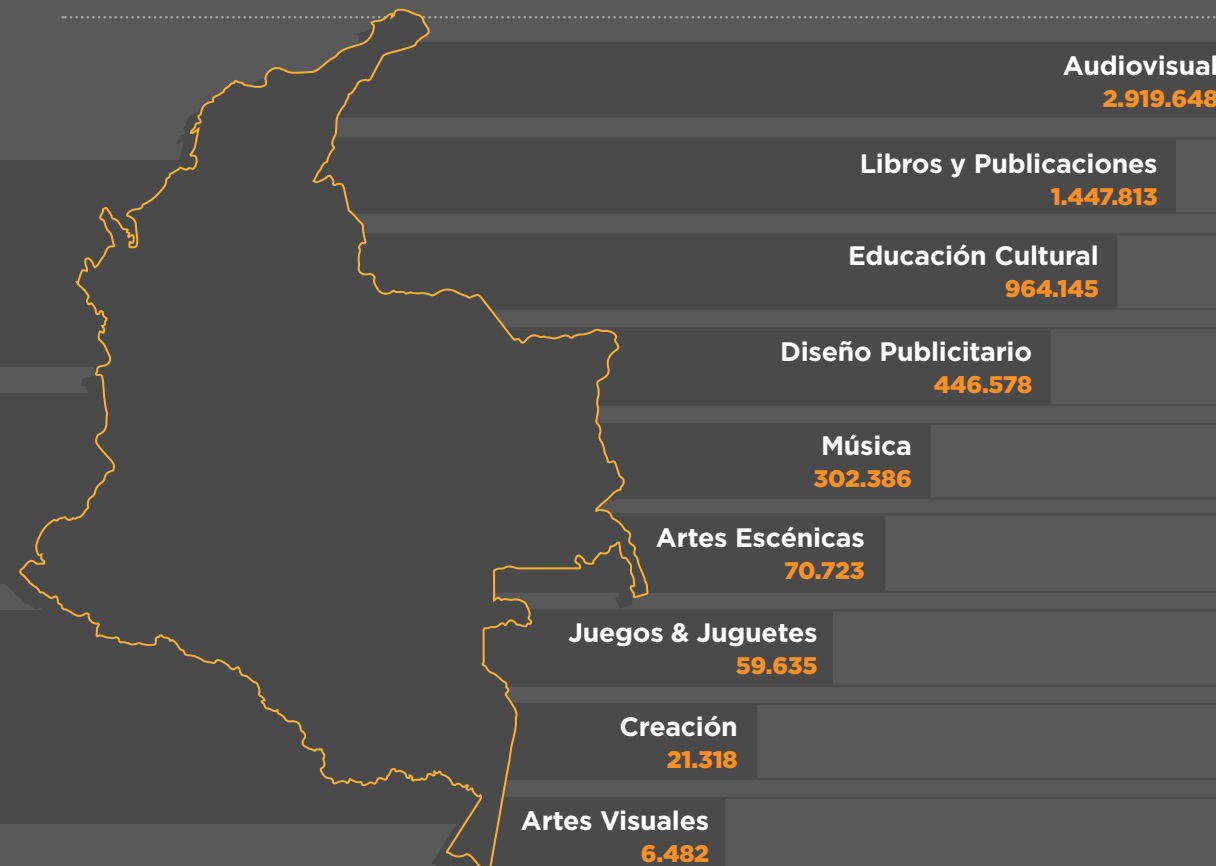 Audiovisual
2.919.648
Libros y Publicaciones
1.447.813
Educación Cultural
964.145
Diseño Publicitario
446.578
Música
302.386
Artes Escénicas
70.723
Juegos & Juguetes
59.635
Creación
21.318
Artes Visuales
6.482